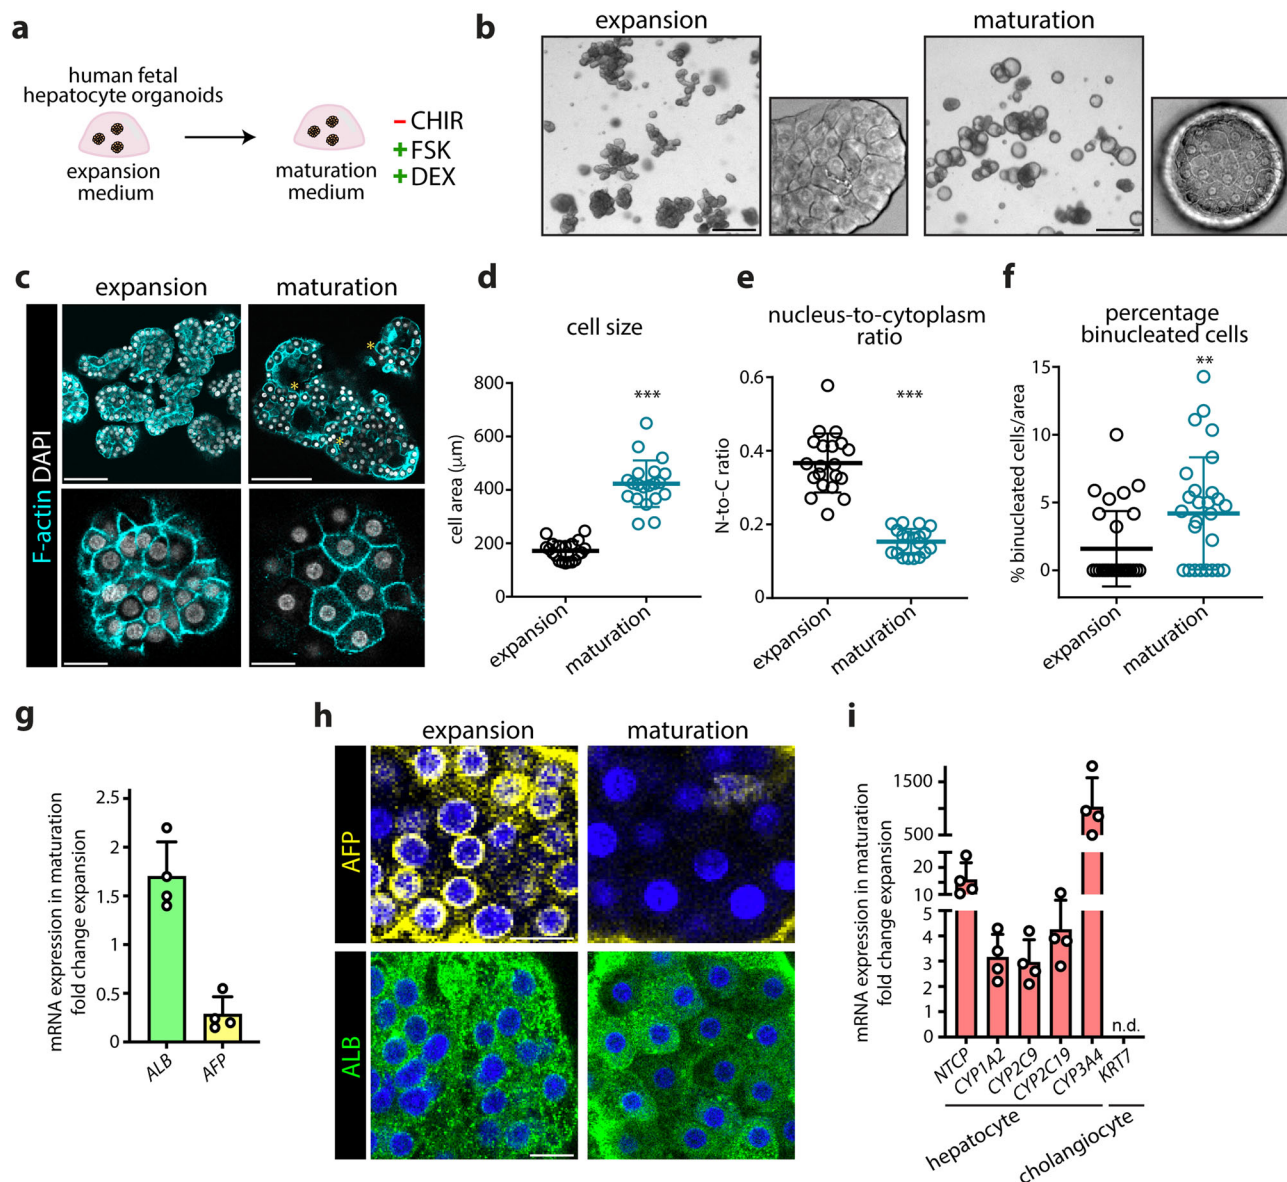 a
human fetal
hepatocyte organoids
expansion
medium
maturation
medium
– CHIR
+ FSK
+ DEX
b
expansion
maturation
c
expansion
maturation
F-actin DAPI
*
*
*
d
cell size
cell area (μm)
800
600
400
200
0
***
expansion
maturation
e
nucleus-to-cytoplasm
ratio
N-to-C ratio
0.6
0.4
0.2
0
***
expansion
maturation
f
percentage
binucleated cells
% binucleated cells/area
15
10
5
0
**
expansion
maturation
g
mRNA expression in maturation
fold change expansion
2.5
2
1.5
1
0.5
0
ALB
AFP
h
expansion
maturation
AFP
ALB
i
mRNA expression in maturation
fold change expansion
1500
500
20
10
5
4
3
2
1
0
n.d.
NTCP
CYP1A2
CYP2C9
CYP2C19
CYP3A4
KRT7
hepatocyte
cholangiocyte